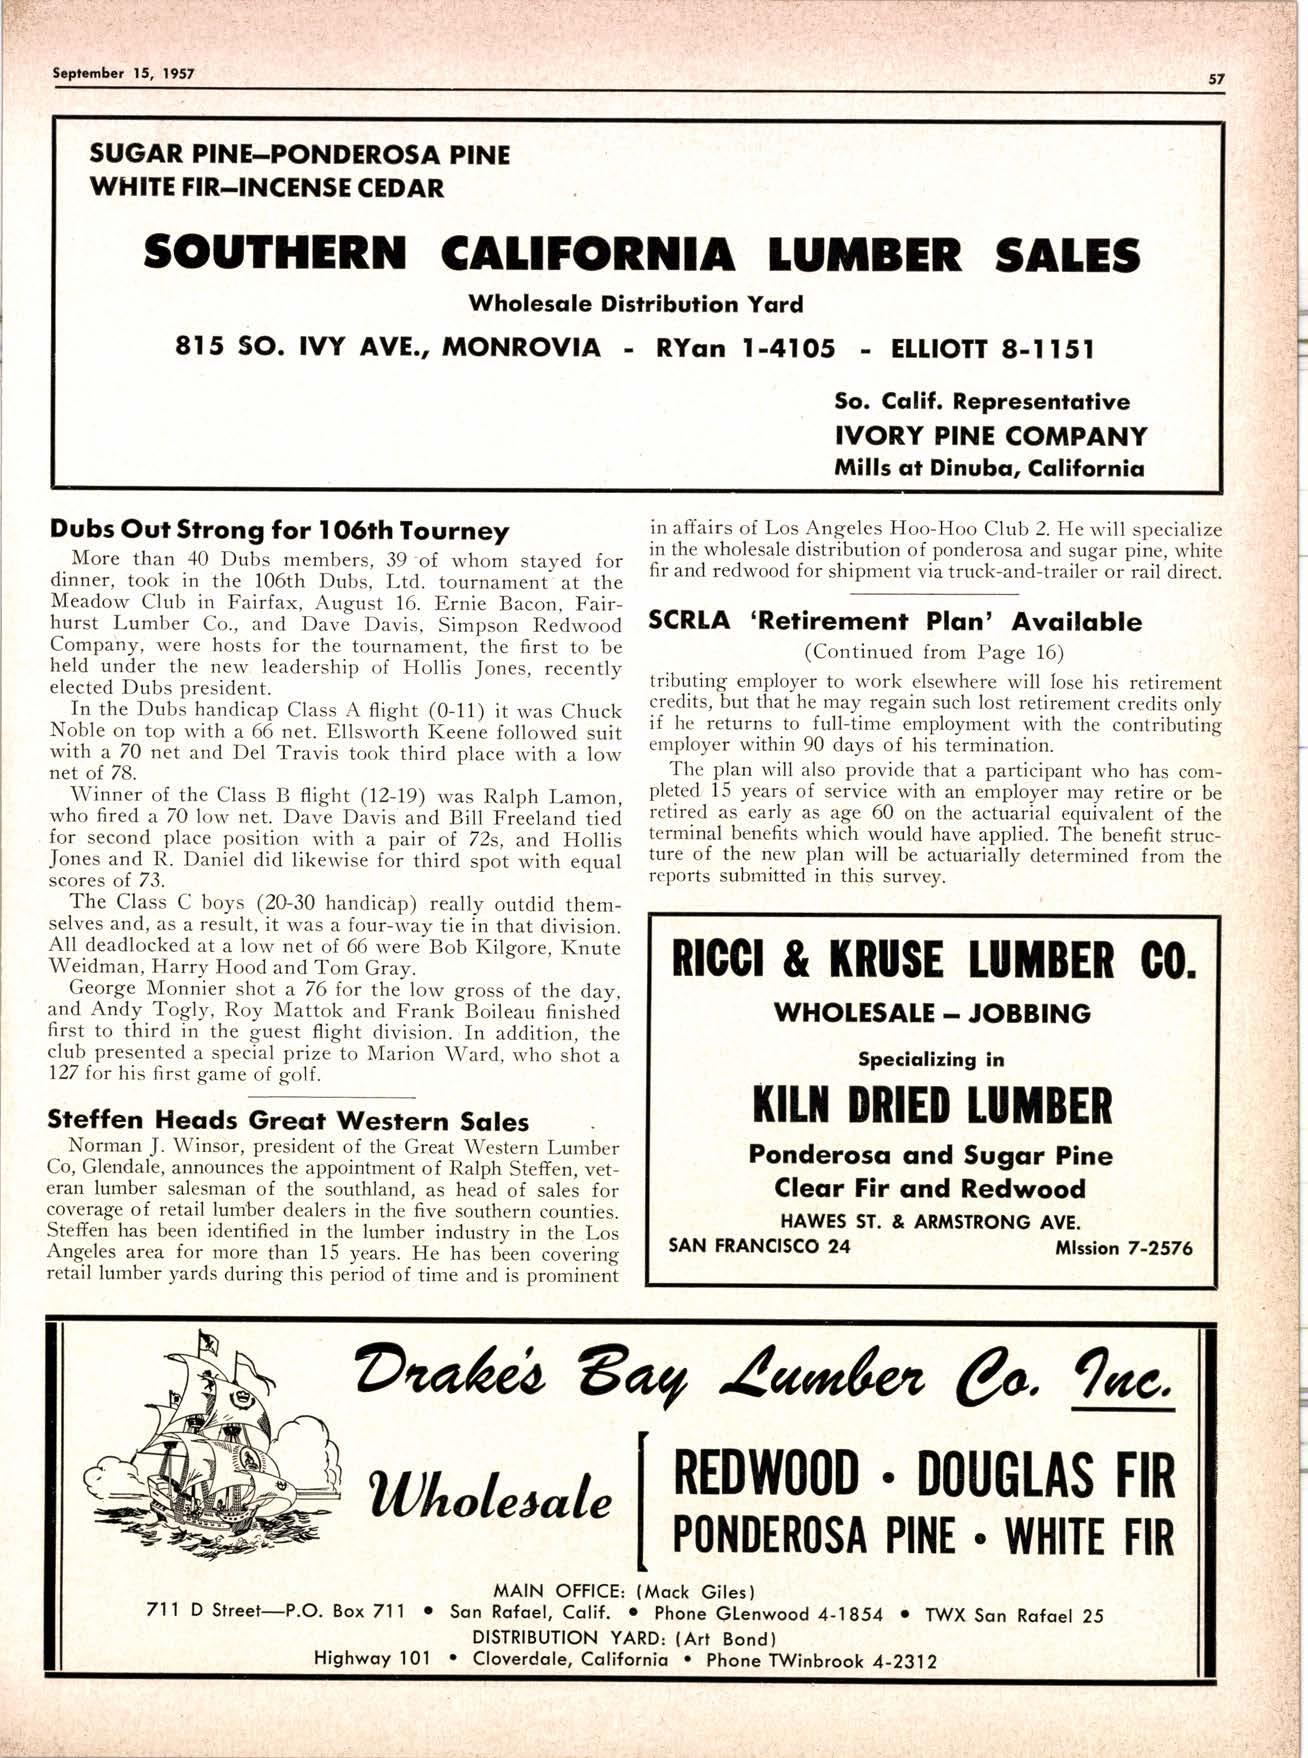 September 15, 1957
57
SUGAR PINE—PONDEROSA PINE
WHITE FIR—INCENSE CEDAR
SOUTHERN CALIFORNIA LUMBER SALES
Wholesale Distribution Yard
815 SO. IVY AVE., MONROVIA - RYan 1-4105 - ELLIOTT 8-1151
So. Calif. Representative
IVORY PINE COMPANY
Mills at Dinuba, California
Dubs Out Strong for 106th Tourney
More than 40 Dubs members, 39 of whom stayed for
dinner, took in the 106th Dubs, Ltd. tournament at the
Meadow Club in Fairfax, August 16. Ernie Bacon, Fair-
hurst Lumber Co., and Dave Davis, Simpson Redwood
Company, were hosts for the tournament, the first to be
held under the new leadership of Hollis Jones, recently
elected Dubs president.
In the Dubs handicap Class A flight (0-11) it was Chuck
Noble on top with a 66 net. Ellsworth Keene followed suit
with a 70 net and Del Travis took third place with a low
net of 78.
Winner of the Class B flight (12-19) was Ralph Lamon,
who fired a 70 low net. Dave Davis and Bill Freeland tied
for second place position with a pair of 72s, and Hollis
Jones and R. Daniel did likewise for third spot with equal
scores of 73.
The Class C boys (20-30 handicap) really outdid them-
selves and, as a result, it was a four-way tie in that division.
All deadlocked at a low net of 66 were Bob Kilgore, Knute
Weidman, Harry Hood and Tom Gray.
George Monnier shot a 76 for the low gross of the day,
and Andy Togly, Roy Mattok and Frank Boileau finished
first to third in the guest flight division. In addition, the
club presented a special prize to Marion Ward, who shot a
127 for his first game of golf.
Steffen Heads Great Western Sales
Norman J. Winsor, president of the Great Western Lumber
Co, Glendale, announces the appointment of Ralph Steffen, vet-
eran lumber salesman of the southland, as head of sales for
coverage of retail lumber dealers in the five southern counties.
Steffen has been identified in the lumber industry in the Los
Angeles area for more than 15 years. He has been covering
retail lumber yards during this period of time and is prominent
in affairs of Los Angeles Hoo-Hoo Club 2. He will specialize
in the wholesale distribution of ponderosa and sugar pine, white
fir and redwood for shipment via truck-and-trailer or rail direct.
SCRLA 'Retirement Plan' Available
(Continued from Page 16)
tributing employer to work elsewhere will lose his retirement
credits, but that he may regain such lost retirement credits only
if he returns to full-time employment with the contributing
employer within 90 days of his termination.
The plan will also provide that a participant who has com-
pleted 15 years of service with an employer may retire or be
retired as early as age 60 on the actuarial equivalent of the
terminal benefits which would have applied. The benefit struc-
ture of the new plan will be actuarially determined from the
reports submitted in this survey.
RICCI & KRUSE LUMBER CO.
WHOLESALE — JOBBING
Specializing in
KILN DRIED LUMBER
Ponderosa and Sugar Pine
Clear Fir and Redwood
HAWES ST. & ARMSTRONG AVE.
SAN FRANCISCO 24 MIssion 7-2576
Drake's Bay Lumber Co. Inc.
Wholesale
REDWOOD • DOUGLAS FIR
PONDEROSA PINE • WHITE FIR
MAIN OFFICE: (Mack Giles)
711 D Street—P.O. Box 711 • San Rafael, Calif. • Phone GLenwood 4-1854 • TWX San Rafael 25
DISTRIBUTION YARD: (Art Bond)
Highway 101 • Cloverdale, California • Phone TWinbrook 4-2312